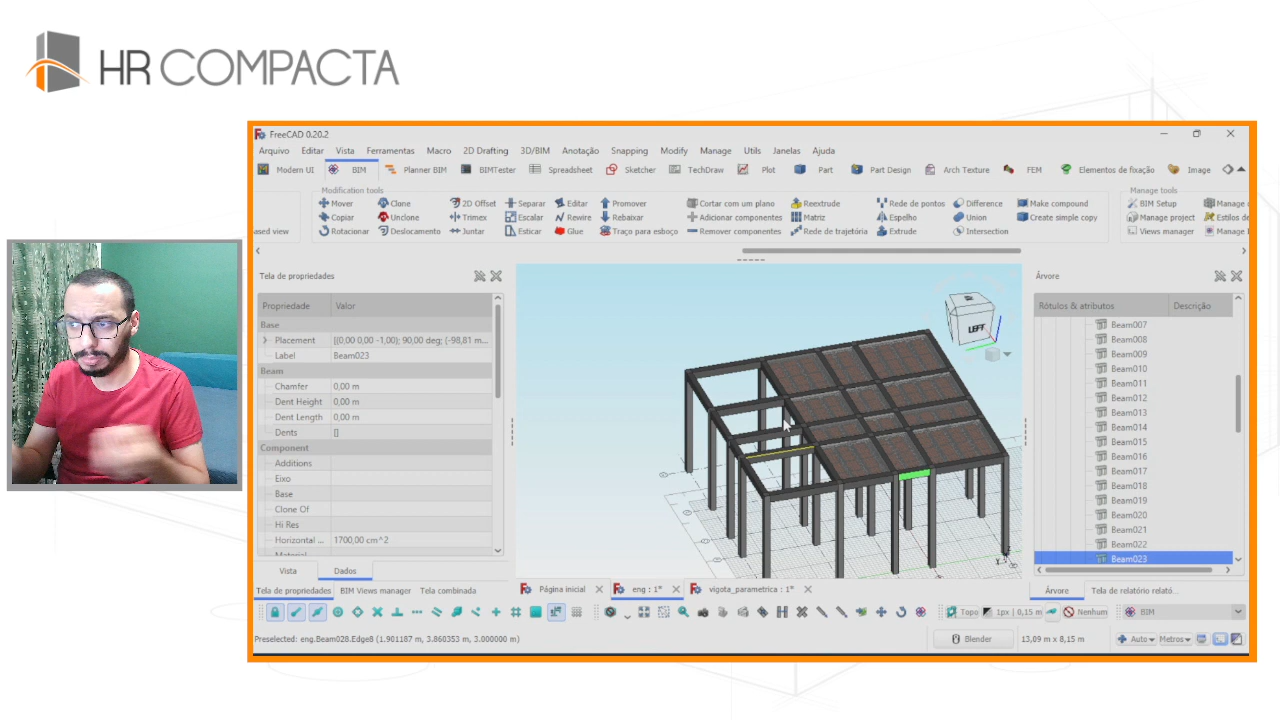 HR COMPACTA
FreeCAD 0.20.2
Arquivo Editar Vista Ferramentas Macro 2D Drafting 3D/BIM Anotação Snapping Modify Manage Utils Janelas Ajuda
Modern UI BIM Planner BIM BIMTester Spreadsheet Sketcher TechDraw Plot Part Part Design Arch Texture FEM Elementos de fixação Image
Modification tools Manage tools
Mover Clone 2D Offset Separar Editar Promover Cortar com um plano Reextrude Rede de pontos Difference Make compound BIM Setup Manage
Copiar Unclone Trimex Escalar Rewire Rebaixar Adicionar componentes Matriz Espelho Union Create simple copy Manage project Estilos de
ased view Rotacionar Deslocamento Juntar Esticar Glue Traço para esboço Remover componentes Rede de trajetória Extrude Intersection Views manager Manage
Tela de propriedades
Propriedade Valor
Base
Placement [(0,00 0,00 -1,00); 90,00 deg; (-98,81 m...
Label Beam023
Beam
Chamfer 0,00 m
Dent Height 0,00 m
Dent Length 0,00 m
Dents []
Component
Additions
Eixo
Base
Clone Of
Hi Res
Horizontal ... 1700,00 cm^2
Material
Vista Dados
Tela de propriedades BIM Views manager Tela combinada
LEFT
Árvore
Rótulos & atributos Descrição
Beam007
Beam008
Beam009
Beam010
Beam011
Beam012
Beam013
Beam014
Beam015
Beam016
Beam017
Beam018
Beam019
Beam020
Beam021
Beam022
Beam023
Página inicial eng : 1* vigota_parametrica : 1*
Árvore Tela de relatório relató...
Topo 1px | 0,15 m Nenhum BIM
Preselected: eng.Beam028.Edge8 (1.901187 m, 3.860353 m, 3.000000 m)
Blender 13,09 m x 8,15 m Auto Metros